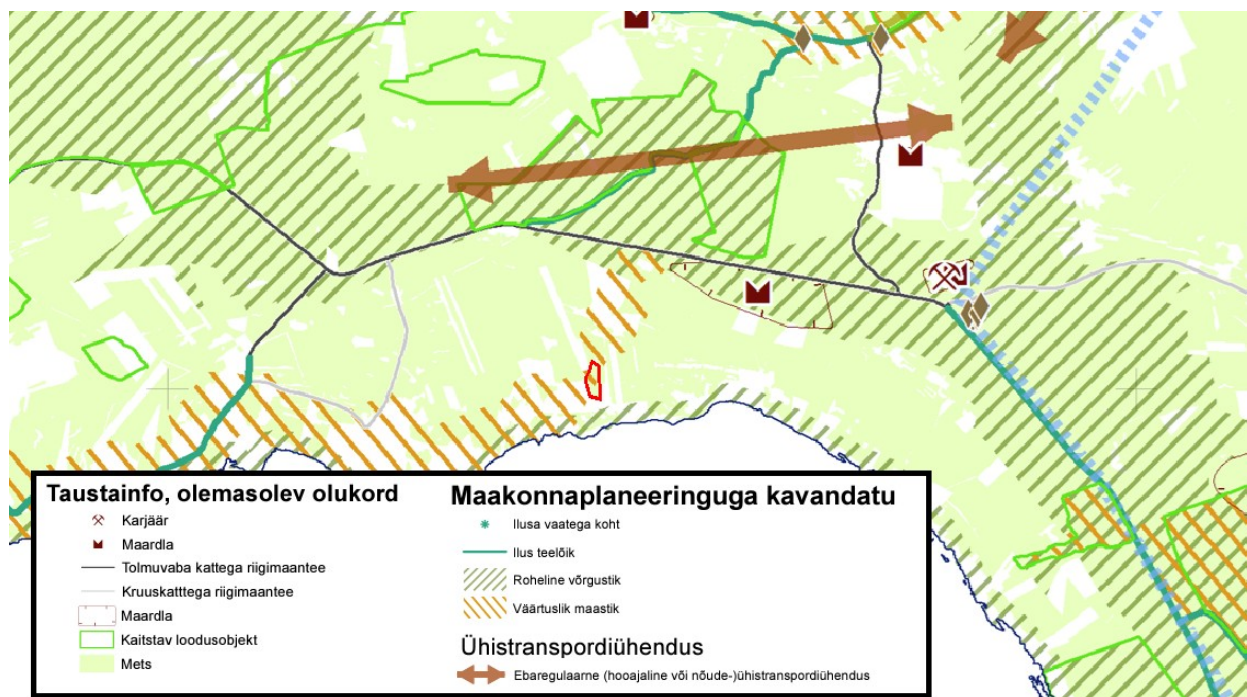 Taustainfo, olemasolev olukord
Karjäär
Maardla
Tolmuvaba kattega riigimaantee
Kruuskatttega riigimaantee
Maardla
Kaitstav loodusobjekt
Mets
Maakonnaplaneeringuga kavandatu
Ilusa vaatega koht
Ilus teelõik
Roheline võrgustik
Väärtuslik maastik
Ühistranspordiühendus
Ebaregulaarne (hooajaline või nõude-)ühistranspordiühendus